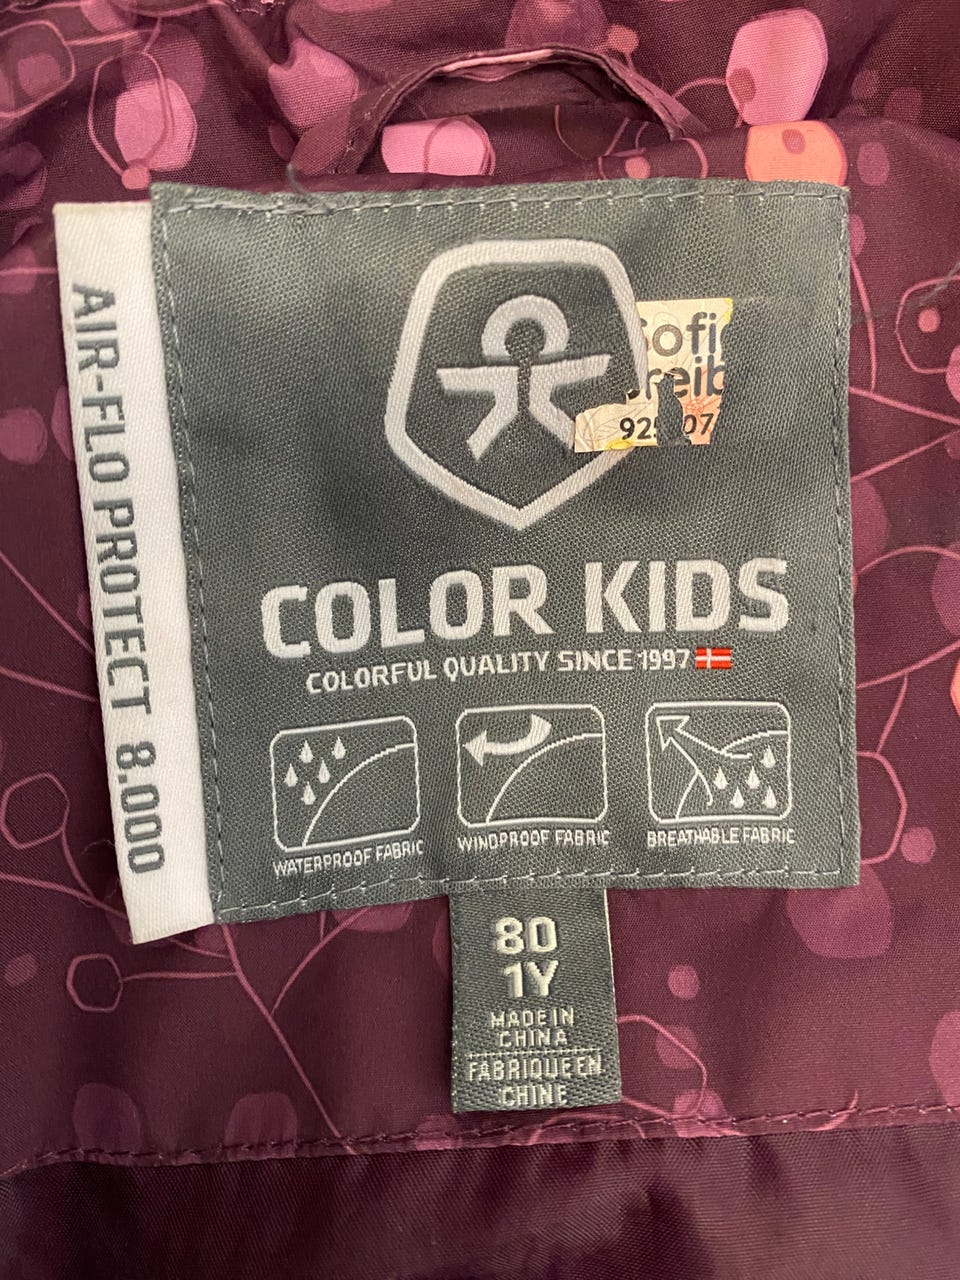 AIR-FLO PROTECT 8.000
COLOR KIDS
COLORFUL QUALITY SINCE 1997
WATERPROOF FABRIC
WINDPROOF FABRIC
BREATHABLE FABRIC
80
1Y
MADE IN
CHINA
FABRIQUE EN
CHINE